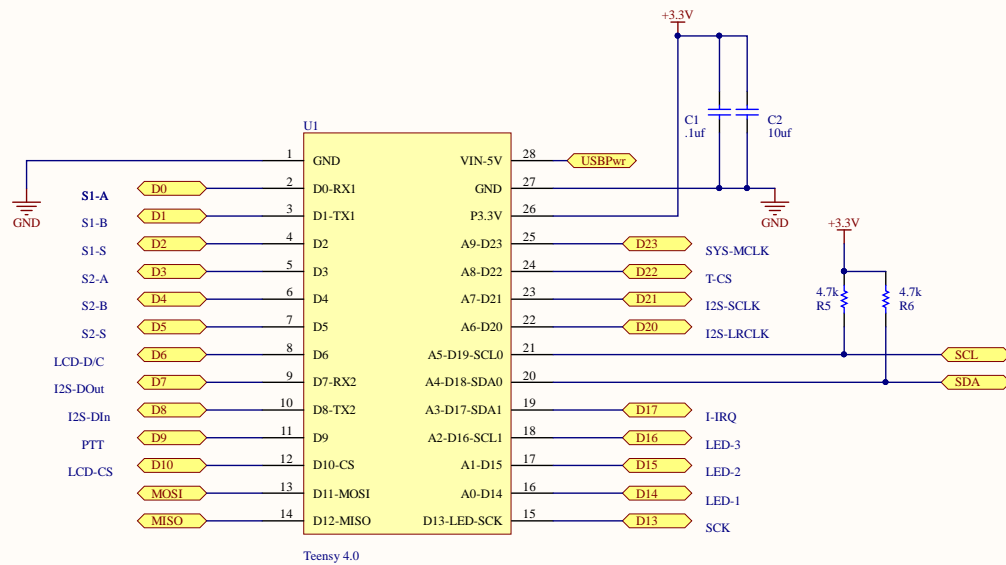 +3.3V
C1
.1uf
C2
10uf
U1
1 GND VIN-5V 28 USBPwr
S1-A D0 2 D0-RX1 GND 27
GND
S1-B D1 3 D1-TX1 P3.3V 26
GND
S1-S D2 4 D2 A9-D23 25 D23 SYS-MCLK
+3.3V
S2-A D3 5 D3 A8-D22 24 D22 T-CS
S2-B D4 6 D4 A7-D21 23 D21 I2S-SCLK
4.7k
R5
4.7k
R6
S2-S D5 7 D5 A6-D20 22 D20 I2S-LRCLK
LCD-D/C D6 8 D6 A5-D19-SCL0 21 SCL
I2S-DOut D7 9 D7-RX2 A4-D18-SDA0 20 SDA
I2S-DIn D8 10 D8-TX2 A3-D17-SDA1 19 D17 I-IRQ
PTT D9 11 D9 A2-D16-SCL1 18 D16 LED-3
LCD-CS D10 12 D10-CS A1-D15 17 D15 LED-2
MOSI 13 D11-MOSI A0-D14 16 D14 LED-1
MISO 14 D12-MISO D13-LED-SCK 15 D13 SCK
Teensy 4.0